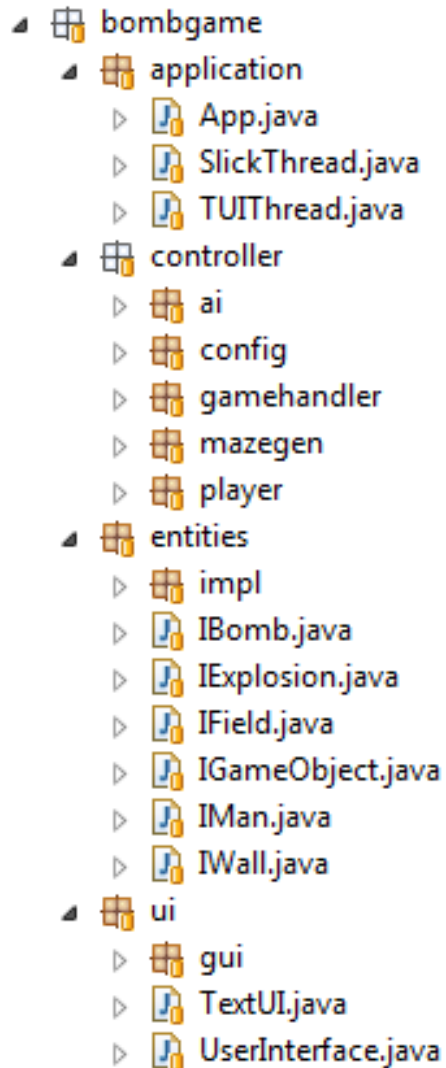 bombgame
application
App.java
SlickThread.java
TUIThread.java
controller
ai
config
gamehandler
mazegen
player
entities
impl
IBomb.java
IExplosion.java
IField.java
IGameObject.java
IMan.java
IWall.java
ui
gui
TextUI.java
UserInterface.java